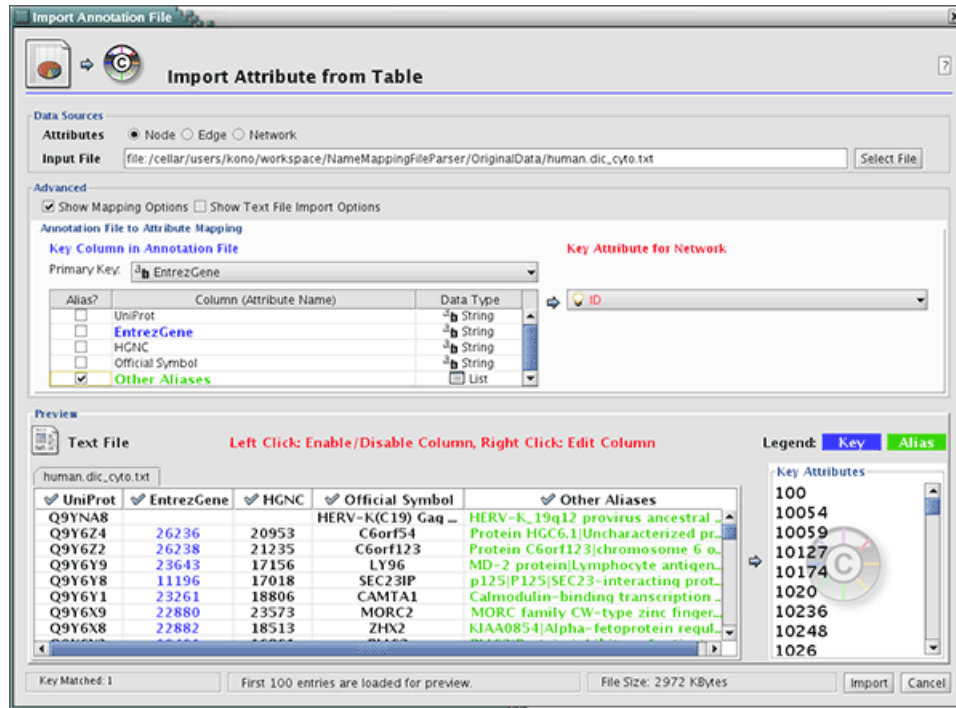 Import Annotation File
Import Attribute from Table
?
Data Sources
Attributes Node Edge Network
Input File file:/cellar/users/kono/workspace/NameMappingFileParser/OriginalData/human.dic_cyto.txt Select File
Advanced
Show Mapping Options Show Text File Import Options
Annotation File to Attribute Mapping
Key Column in Annotation File Key Attribute for Network
Primary Key: ab EntrezGene
Alias? Column (Attribute Name) Data Type ID
UniProt ab String
EntrezGene ab String
HGNC ab String
Official Symbol ab String
Other Aliases List
Preview
Text File Left Click: Enable/Disable Column, Right Click: Edit Column Legend: Key Alias
human.dic_cyto.txt
UniProt EntrezGene HGNC Official Symbol Other Aliases
Q9YNA8 HERV-K(C19) Gag ... HERV-K_19q12 provirus ancestral ...
Q9Y6Z4 26236 20953 C6orf54 Protein HGC6.1|Uncharacterized pr...
Q9Y6Z2 26238 21235 C6orf123 Protein C6orf123|chromosome 6 o...
Q9Y6Y9 23643 17156 LY96 MD-2 protein|Lymphocyte antigen...
Q9Y6Y8 11196 17018 SEC23IP p125|P125|SEC23-interacting prot...
Q9Y6Y1 23261 18806 CAMTA1 Calmodulin-binding transcription ...
Q9Y6X9 22880 23573 MORC2 MORC family CW-type zinc finger...
Q9Y6X8 22882 18513 ZHX2 KIAA0854|Alpha-fetoprotein regul...
Key Attributes
100
10054
10059
10127
10174
1020
10236
10248
1026
C
Key Matched: 1 First 100 entries are loaded for preview. File Size: 2972 KBytes Import Cancel